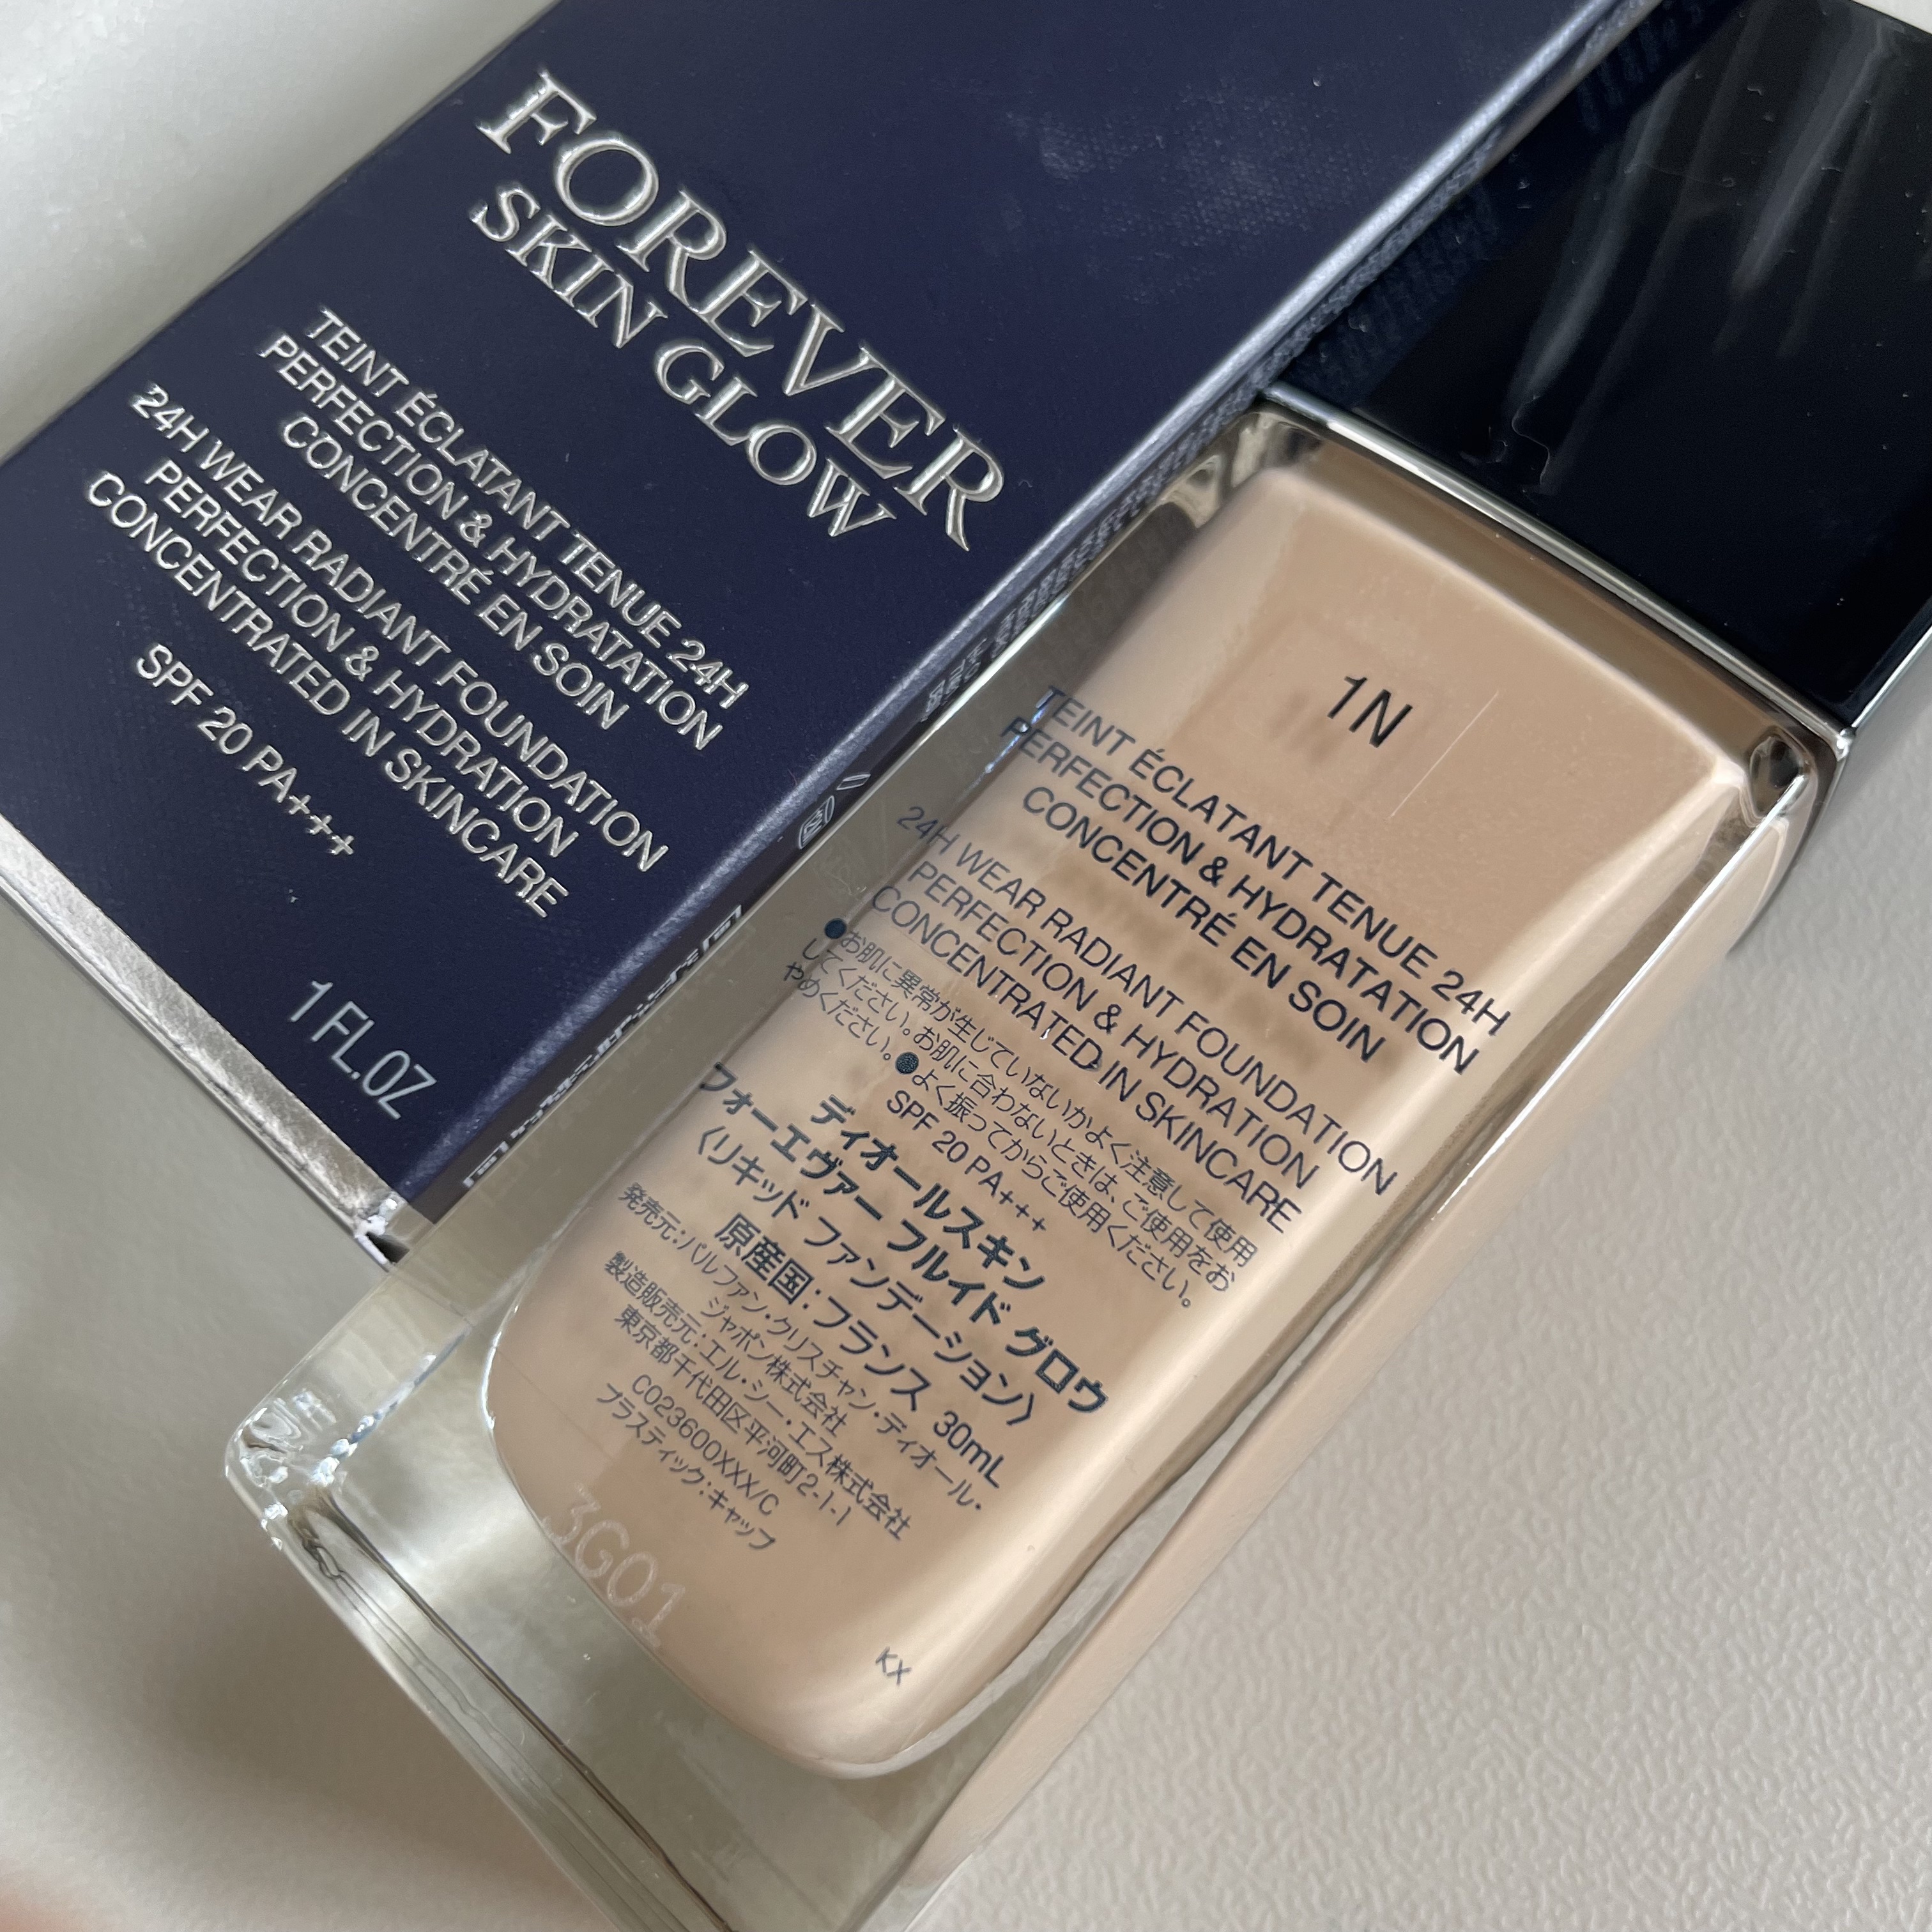 FOREVER
SKIN GLOW
TEINT ÉCLATANT TENUE 24H
PERFECTION & HYDRATATION
CONCENTRÉ EN SOIN
24H WEAR RADIANT FOUNDATION
PERFECTION & HYDRATION
CONCENTRATED IN SKINCARE
SPF 20 PA+++
1 FL.OZ
1N
TEINT ÉCLATANT TENUE 24H
PERFECTION & HYDRATATION
CONCENTRÉ EN SOIN
24H WEAR RADIANT FOUNDATION
PERFECTION & HYDRATION
CONCENTRATED IN SKINCARE
●お肌に異常が生じていないかよく注意して使用
してください。お肌に合わないときは、ご使用をお
やめください。●よく振ってからご使用ください。
SPF 20 PA+++
ディオールスキン
フォーエヴァー フルイド グロウ
〈リキッド ファンデーション〉
原産国:フランス 30mL
発売元:パルファン・クリスチャン・ディオール・
ジャポン株式会社
製造販売元:エル・シー・エス株式会社
東京都千代田区平河町2-1-1
C023600XXX/C
プラスティック:キャップ
3G01
KX